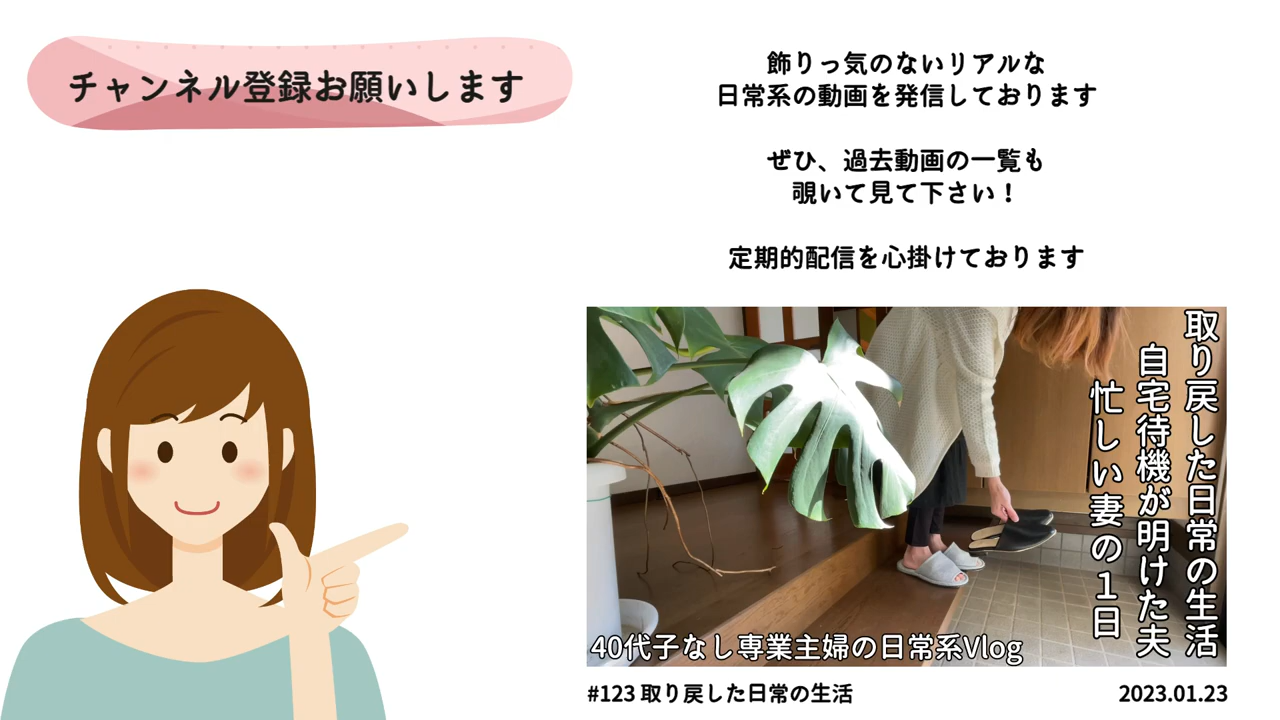 チャンネル登録お願いします
飾りっ気のないリアルな
日常系の動画を発信しております
ぜひ、過去動画の一覧も
覗いて見て下さい！
定期的配信を心掛けております
取り戻した日常の生活
自宅待機が明けた夫
忙しい妻の１日
40代子なし専業主婦の日常系Vlog
#123 取り戻した日常の生活
2023.01.23